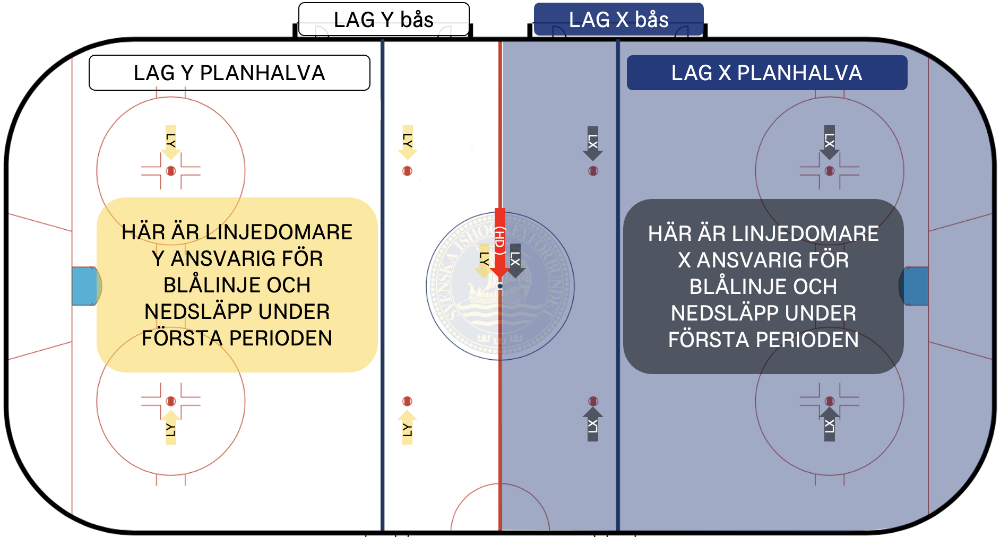 LAG Y bås
LAG X bås
LAG Y PLANHALVA
LAG X PLANHALVA
LY
LY
LX
LX
HÄR ÄR LINJEDOMARE
Y ANSVARIG FÖR
BLÅLINJE OCH
NEDSLÄPP UNDER
FÖRSTA PERIODEN
SVENSKA ISHOCKEYFÖRBUNDET
(HD)
LY
LX
HÄR ÄR LINJEDOMARE
X ANSVARIG FÖR
BLÅLINJE OCH
NEDSLÄPP UNDER
FÖRSTA PERIODEN
LY
LY
LX
LX